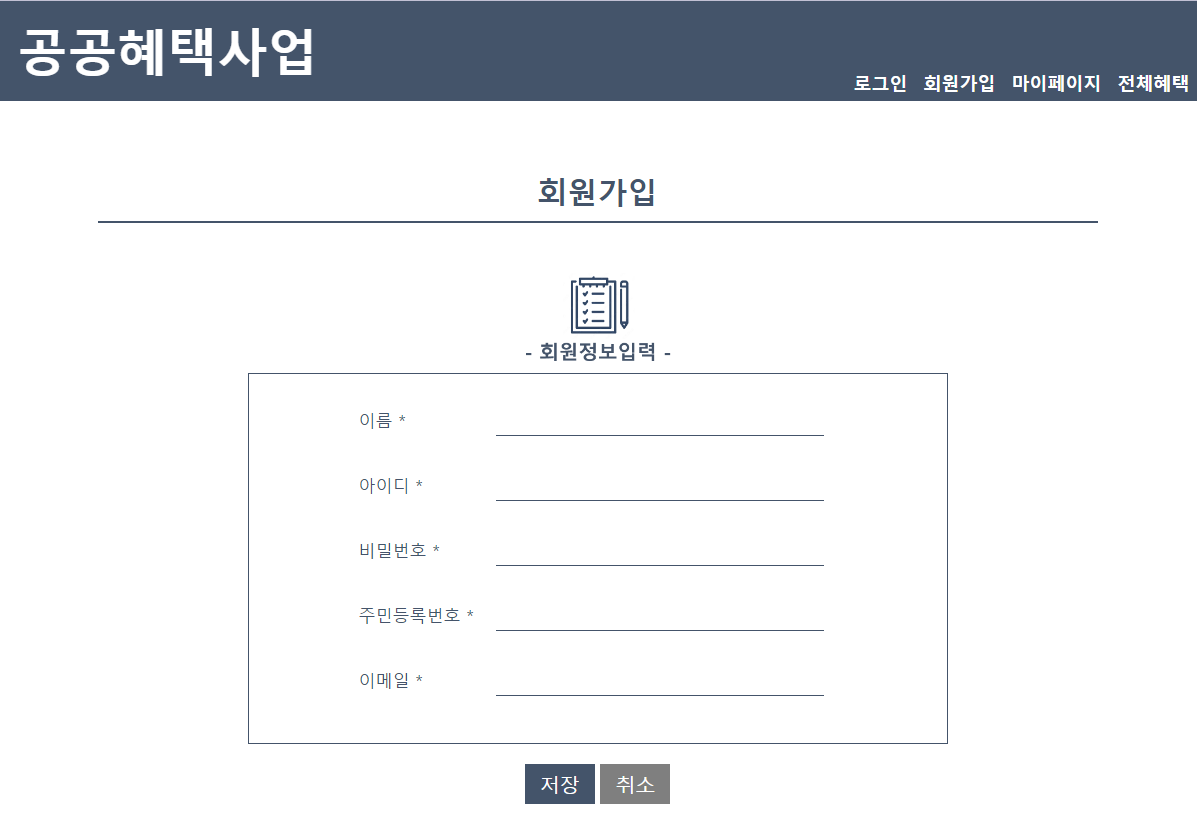 공공혜택사업
로그인 회원가입 마이페이지 전체혜택
회원가입
- 회원정보입력 -
이름 *
아이디 *
비밀번호 *
주민등록번호 *
이메일 *
저장 취소